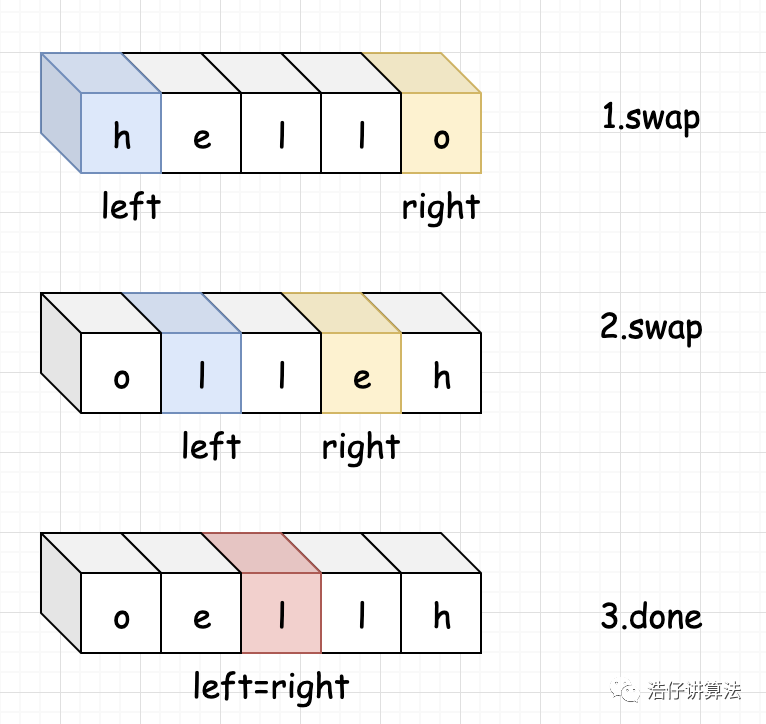 h e l l o
1.swap
left right
o l l e h
2.swap
left right
o e l l h
3.done
left=right
浩仔讲算法